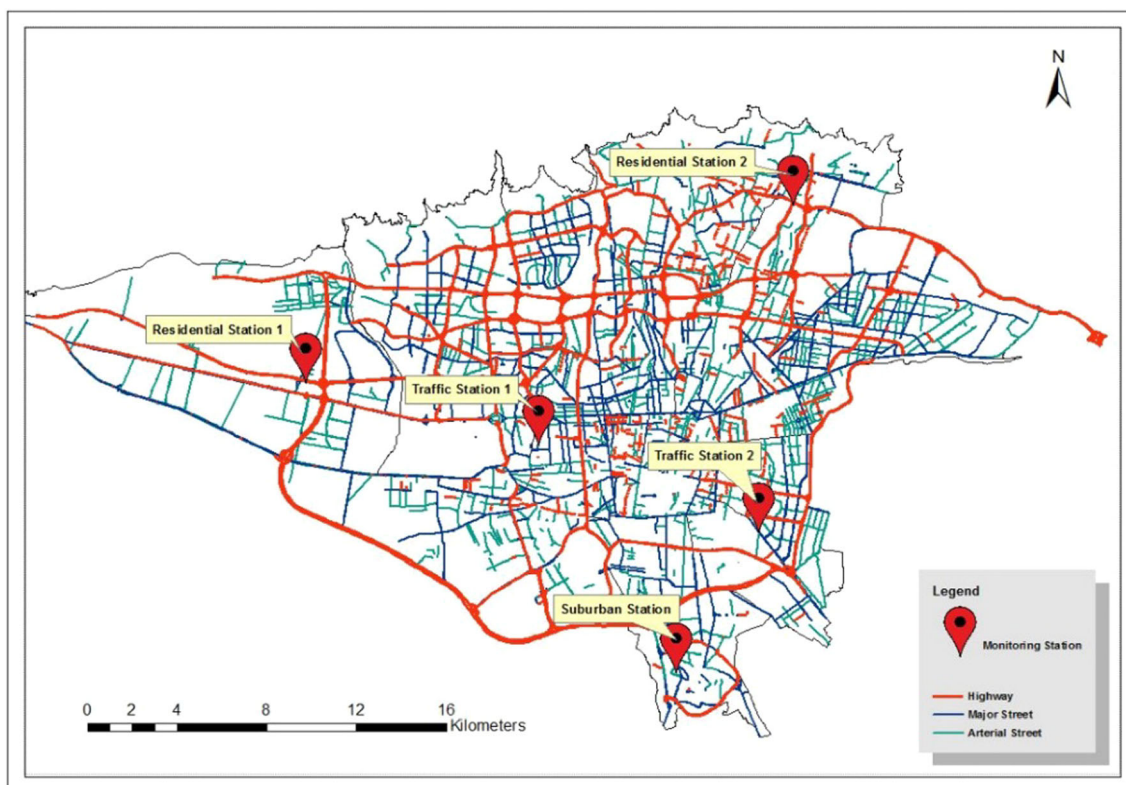 N
Residential Station 2
Residential Station 1
Traffic Station 1
Traffic Station 2
Suburban Station
Legend
Monitoring Station
Highway
Major Street
Arterial Street
0 2 4 8 12 16
Kilometers